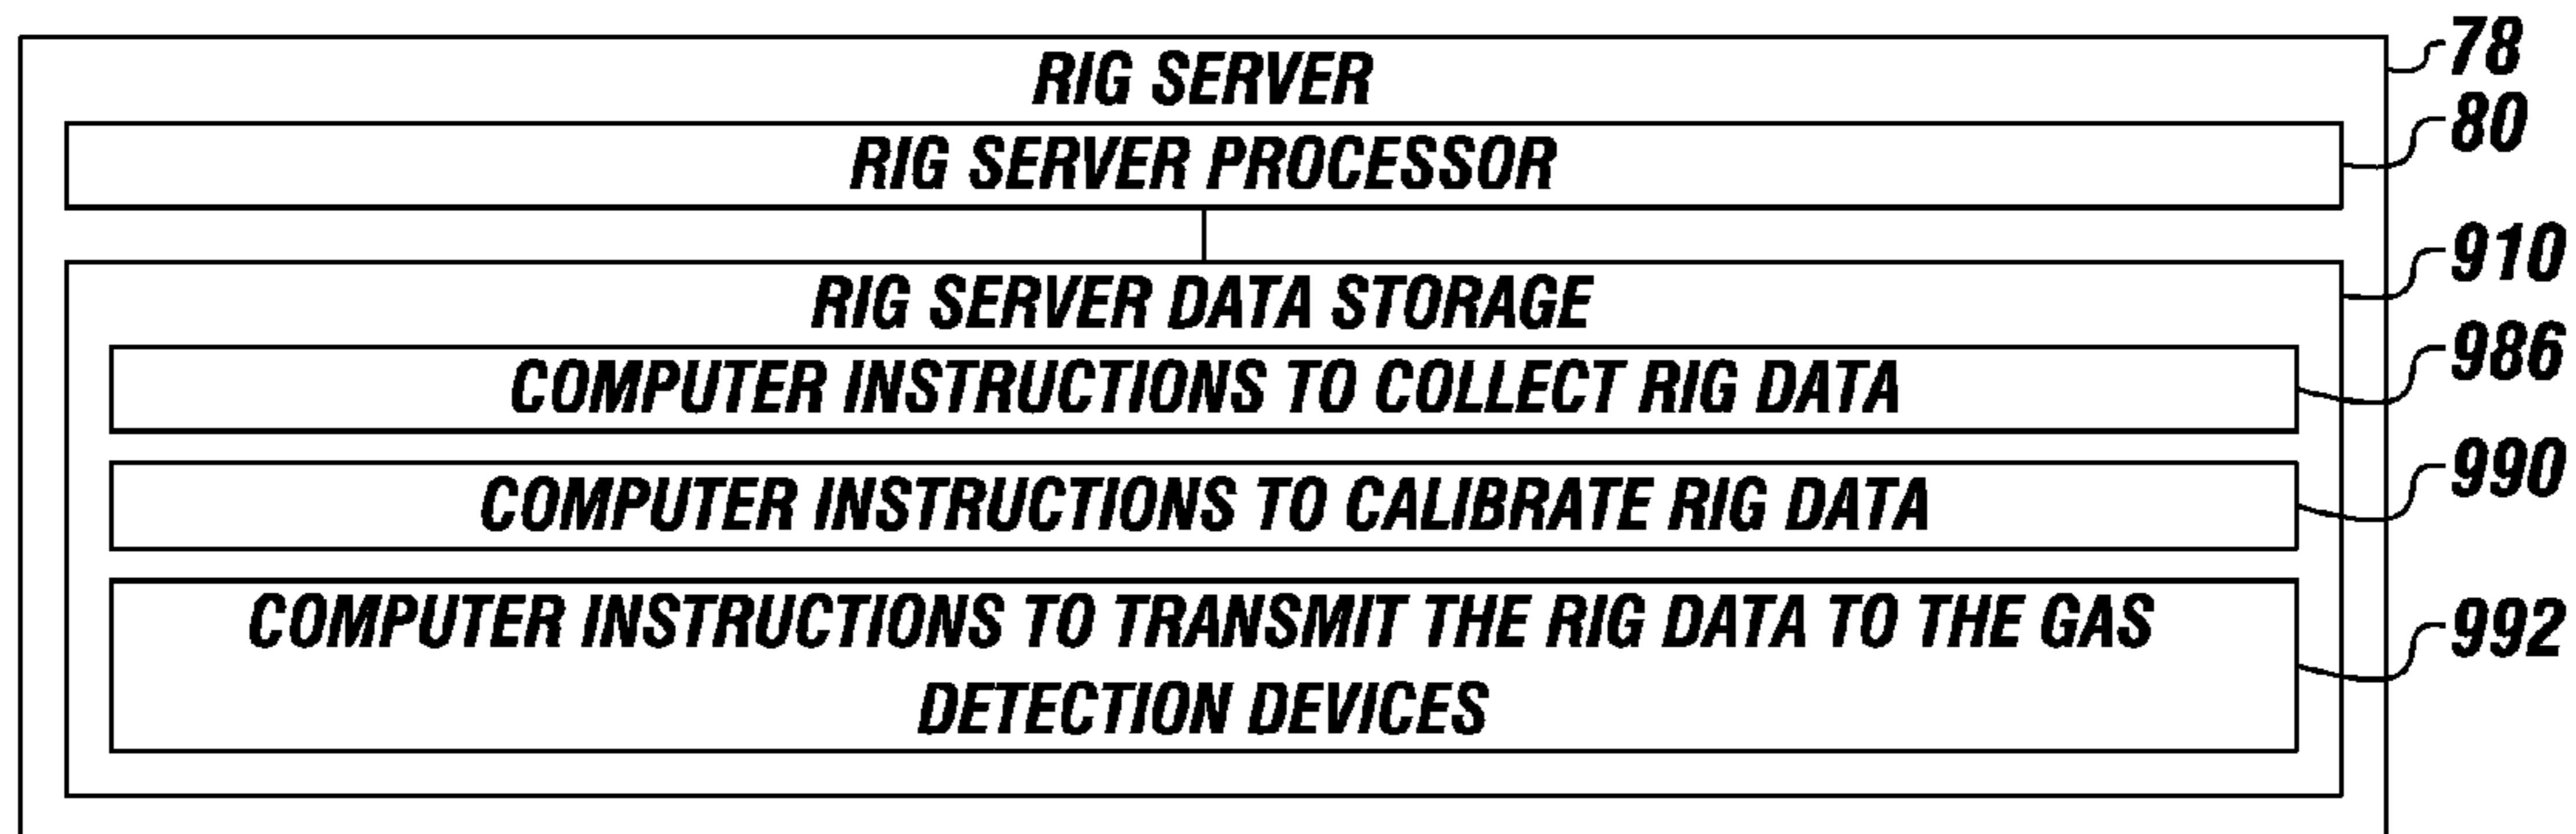 RIG SERVER
78
RIG SERVER PROCESSOR
80
RIG SERVER DATA STORAGE
910
COMPUTER INSTRUCTIONS TO COLLECT RIG DATA
986
COMPUTER INSTRUCTIONS TO CALIBRATE RIG DATA
990
COMPUTER INSTRUCTIONS TO TRANSMIT THE RIG DATA TO THE GAS
DETECTION DEVICES
992